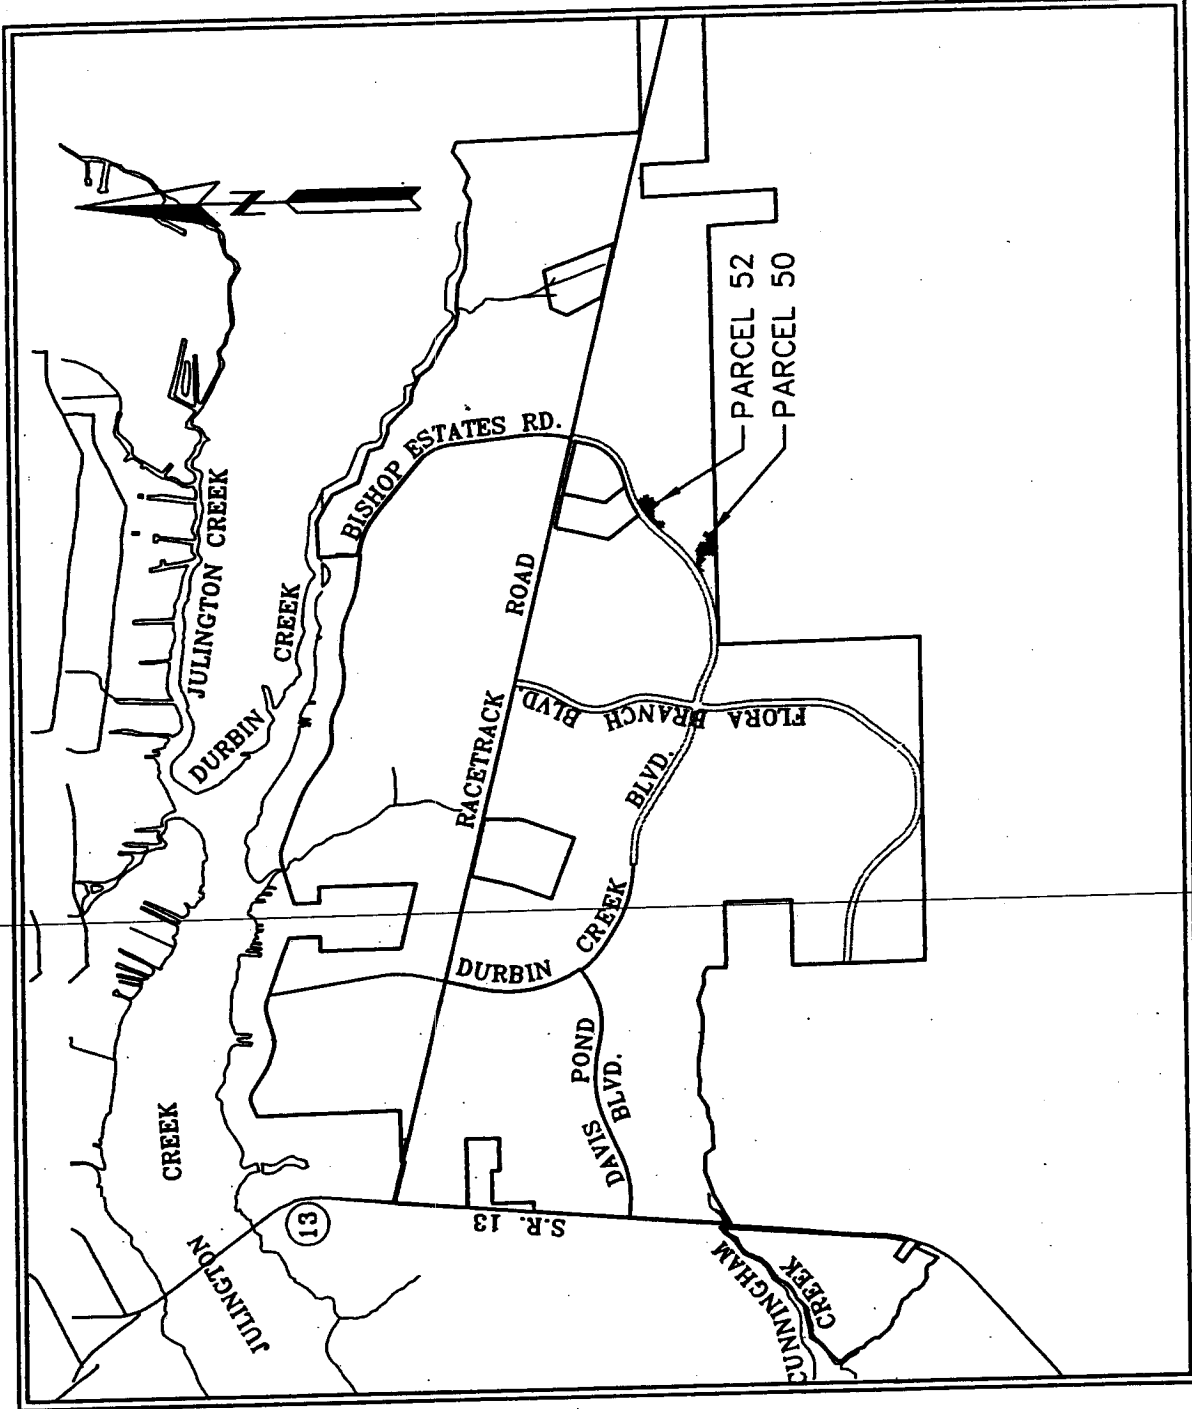 N
JULINGTON CREEK
DURBIN CREEK
BISHOP ESTATES RD.
PARCEL 52
PARCEL 50
RACETRACK ROAD
FLORA BRANCH BLVD.
DURBIN CREEK BLVD.
DAVIS POND BLVD.
JULINGTON CREEK
13
S.R. 13
CUNNINGHAM CREEK